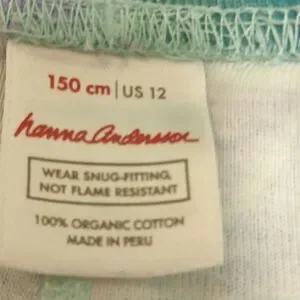 150 cm | US 12
hanna andersson
WEAR SNUG-FITTING,
NOT FLAME RESISTANT
100% ORGANIC COTTON
MADE IN PERU